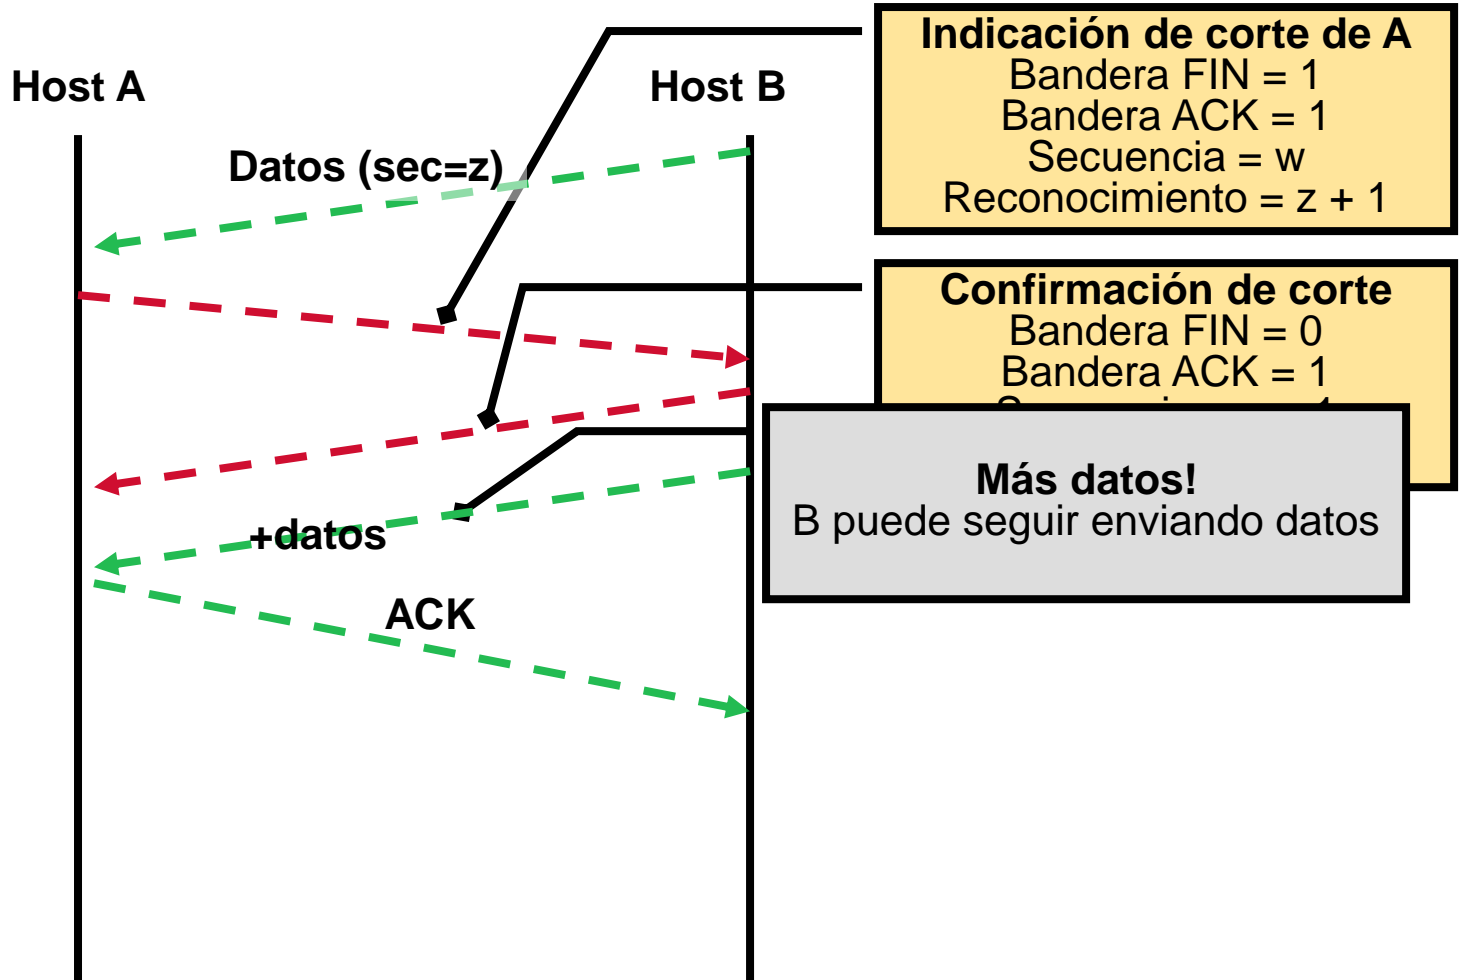 Host A
Host B
Datos (sec=z)
+datos
ACK
Indicación de corte de A
Bandera FIN = 1
Bandera ACK = 1
Secuencia = w
Reconocimiento = z + 1
Confirmación de corte
Bandera FIN = 0
Bandera ACK = 1
Más datos!
B puede seguir enviando datos